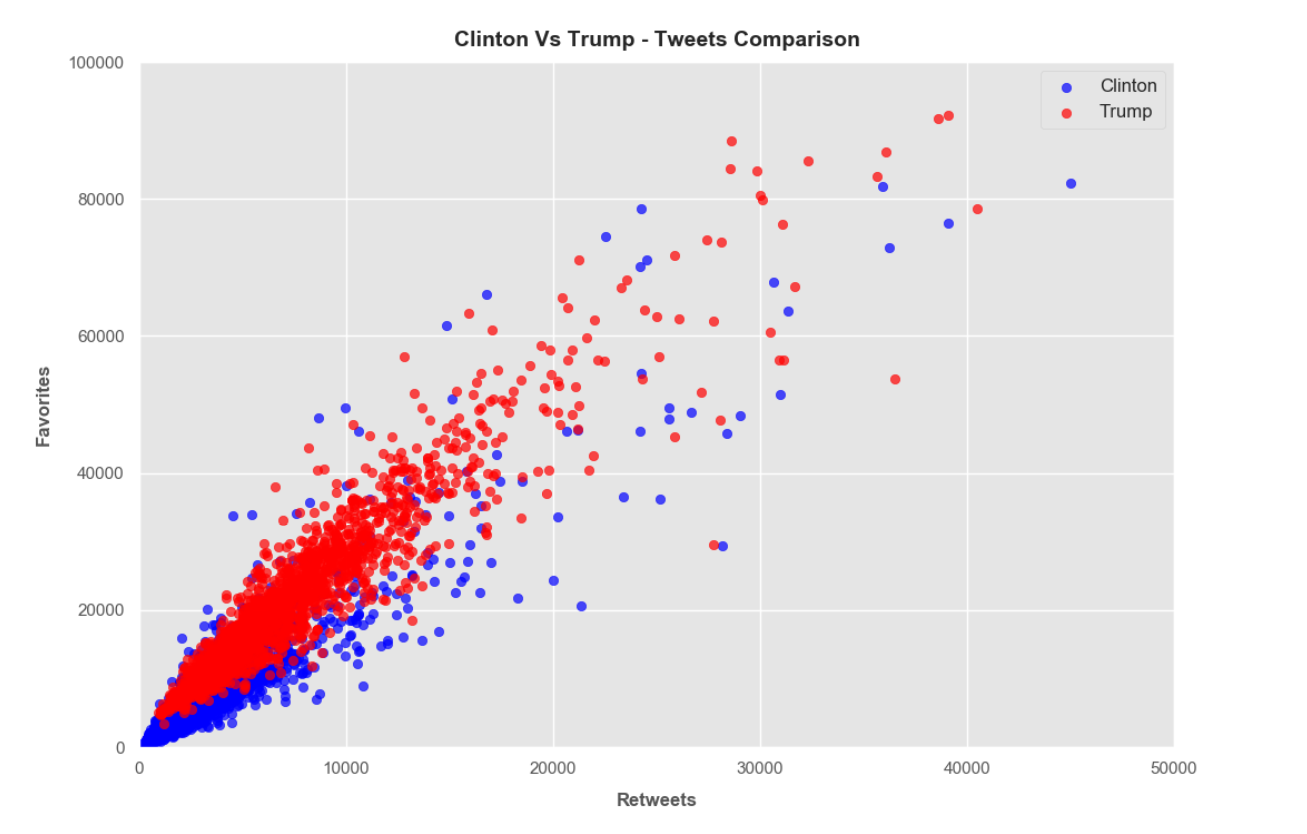 Clinton Vs Trump - Tweets Comparison
100000
80000
60000
40000
20000
0
Favorites
Clinton
Trump
0 10000 20000 30000 40000 50000
Retweets